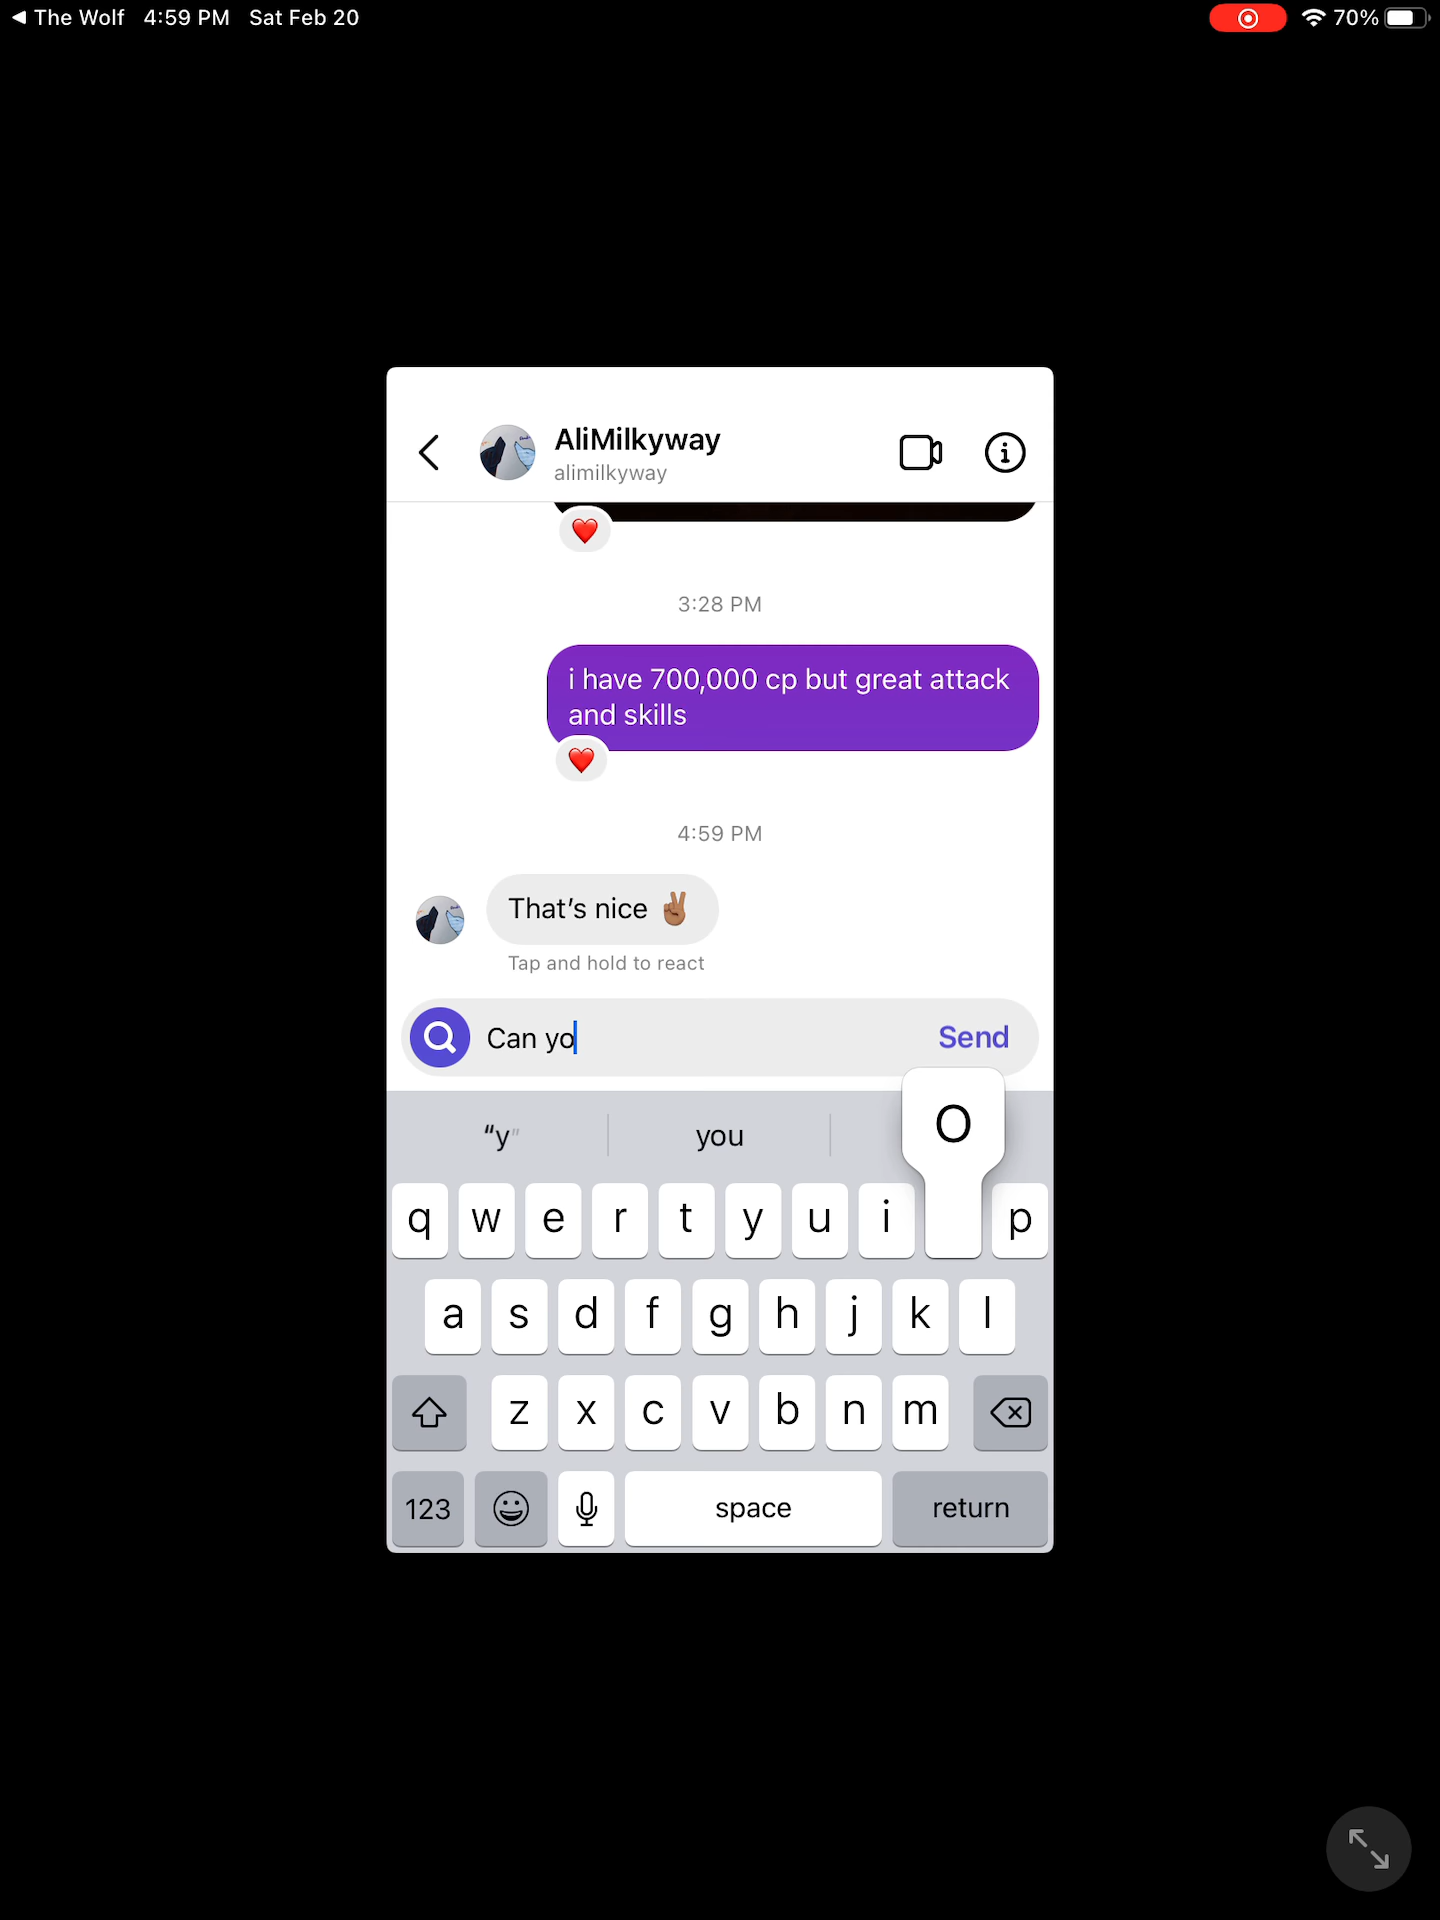 ◀ The Wolf 4:59 PM Sat Feb 20 70%
AliMilkyway
alimilkyway
❤️
3:28 PM
i have 700,000 cp but great attack
and skills
❤️
4:59 PM
That's nice ✌🏽
Tap and hold to react
Can yo Send
“y” you
O
q w e r t y u i p
a s d f g h j k l
z x c v b n m
123 space return